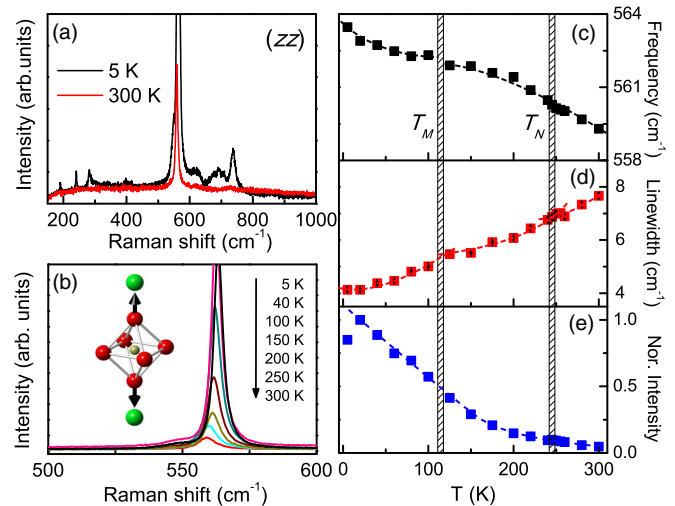 (a)
(zz)
5 K
300 K
Intensity (arb.units)
200
400
600
800
1000
Raman shift (cm-1)
(b)
5 K
40 K
100 K
150 K
200 K
250 K
300 K
Intensity (arb. units)
500
550
600
Raman shift (cm-1)
(c)
564
561
558
Frequency (cm-1)
TM
TN
(d)
8
6
4
Linewidth (cm-1)
(e)
1.0
0.5
0.0
Nor. Intensity
0
100
200
300
T (K)